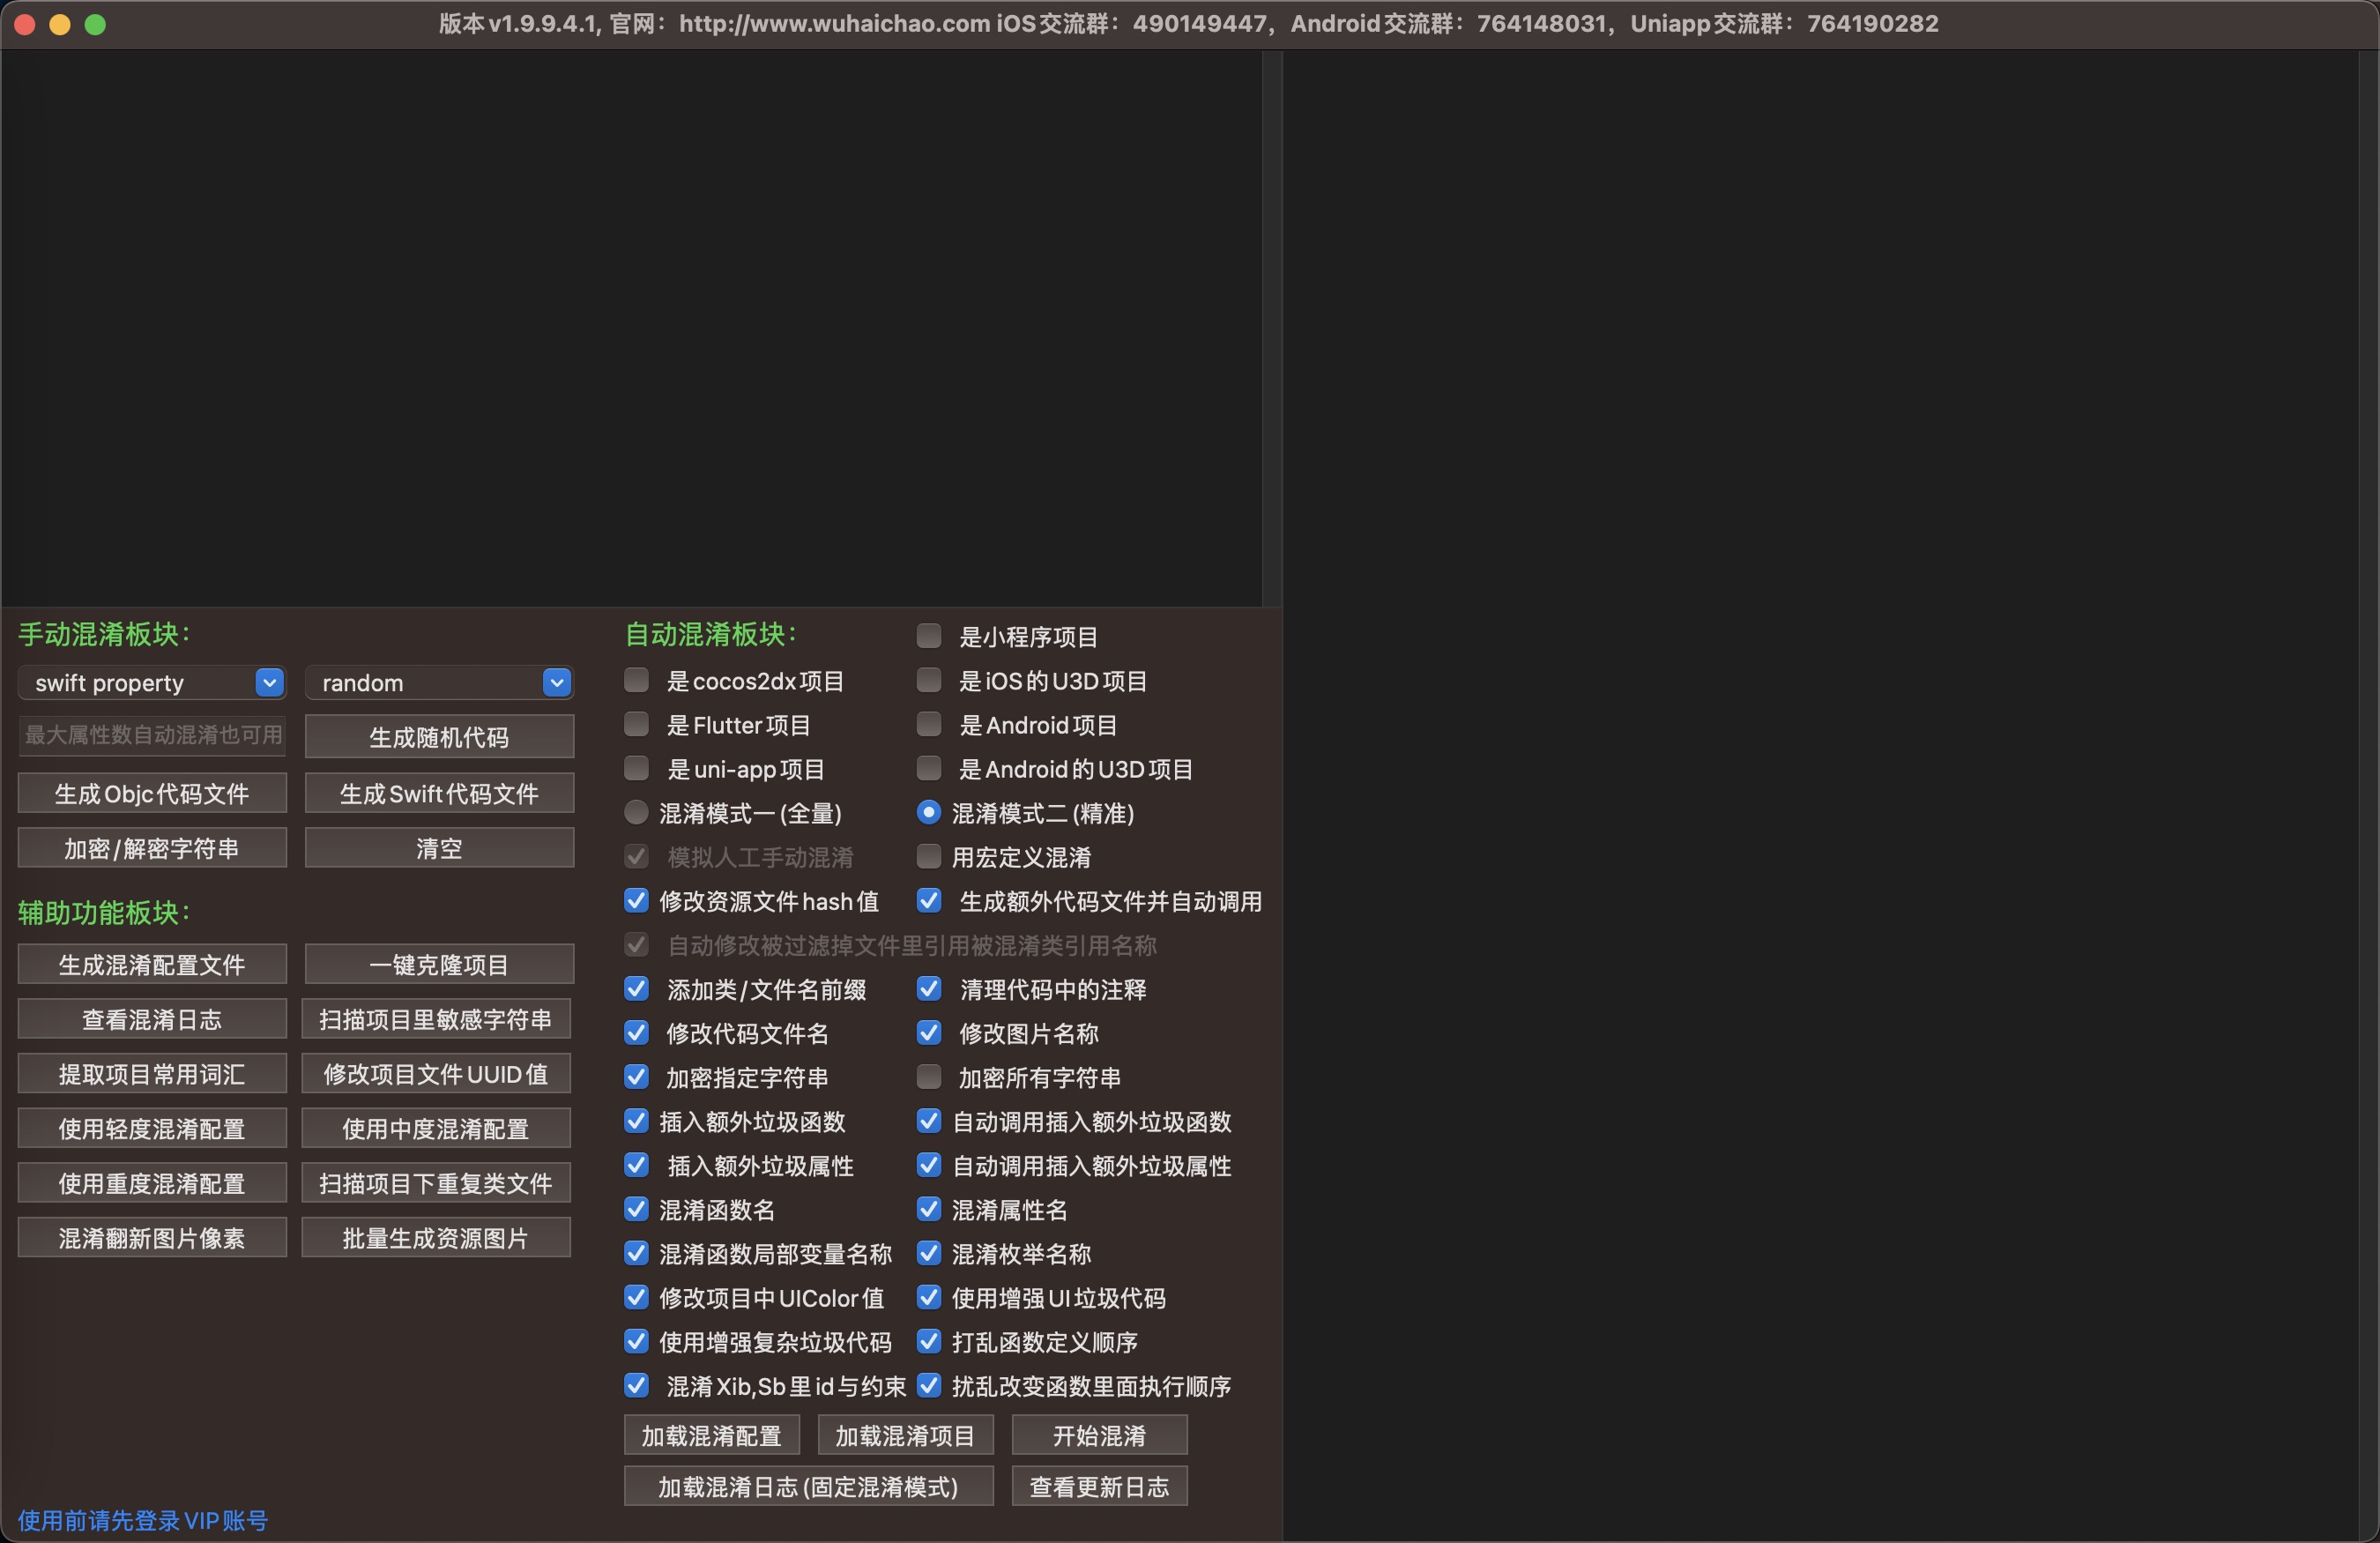 版本v1.9.9.4.1, 官网：http://www.wuhaichao.com iOS交流群：490149447，Android交流群：764148031，Uniapp交流群：764190282
手动混淆板块：
swift property random
最大属性数自动混淆也可用 生成随机代码
生成Objc代码文件 生成Swift代码文件
加密/解密字符串 清空
辅助功能板块：
生成混淆配置文件 一键克隆项目
查看混淆日志 扫描项目里敏感字符串
提取项目常用词汇 修改项目文件UUID值
使用轻度混淆配置 使用中度混淆配置
使用重度混淆配置 扫描项目下重复类文件
混淆翻新图片像素 批量生成资源图片
使用前请先登录VIP账号
自动混淆板块： 是小程序项目
是cocos2dx项目 是iOS的U3D项目
是Flutter项目 是Android项目
是uni-app项目 是Android的U3D项目
混淆模式一(全量) 混淆模式二(精准)
模拟人工手动混淆 用宏定义混淆
修改资源文件hash值 生成额外代码文件并自动调用
自动修改被过滤掉文件里引用被混淆类引用名称
添加类/文件名前缀 清理代码中的注释
修改代码文件名 修改图片名称
加密指定字符串 加密所有字符串
插入额外垃圾函数 自动调用插入额外垃圾函数
插入额外垃圾属性 自动调用插入额外垃圾属性
混淆函数名 混淆属性名
混淆函数局部变量名称 混淆枚举名称
修改项目中UIColor值 使用增强UI垃圾代码
使用增强复杂垃圾代码 打乱函数定义顺序
混淆Xib,Sb里id与约束 扰乱改变函数里面执行顺序
加载混淆配置 加载混淆项目 开始混淆
加载混淆日志(固定混淆模式) 查看更新日志